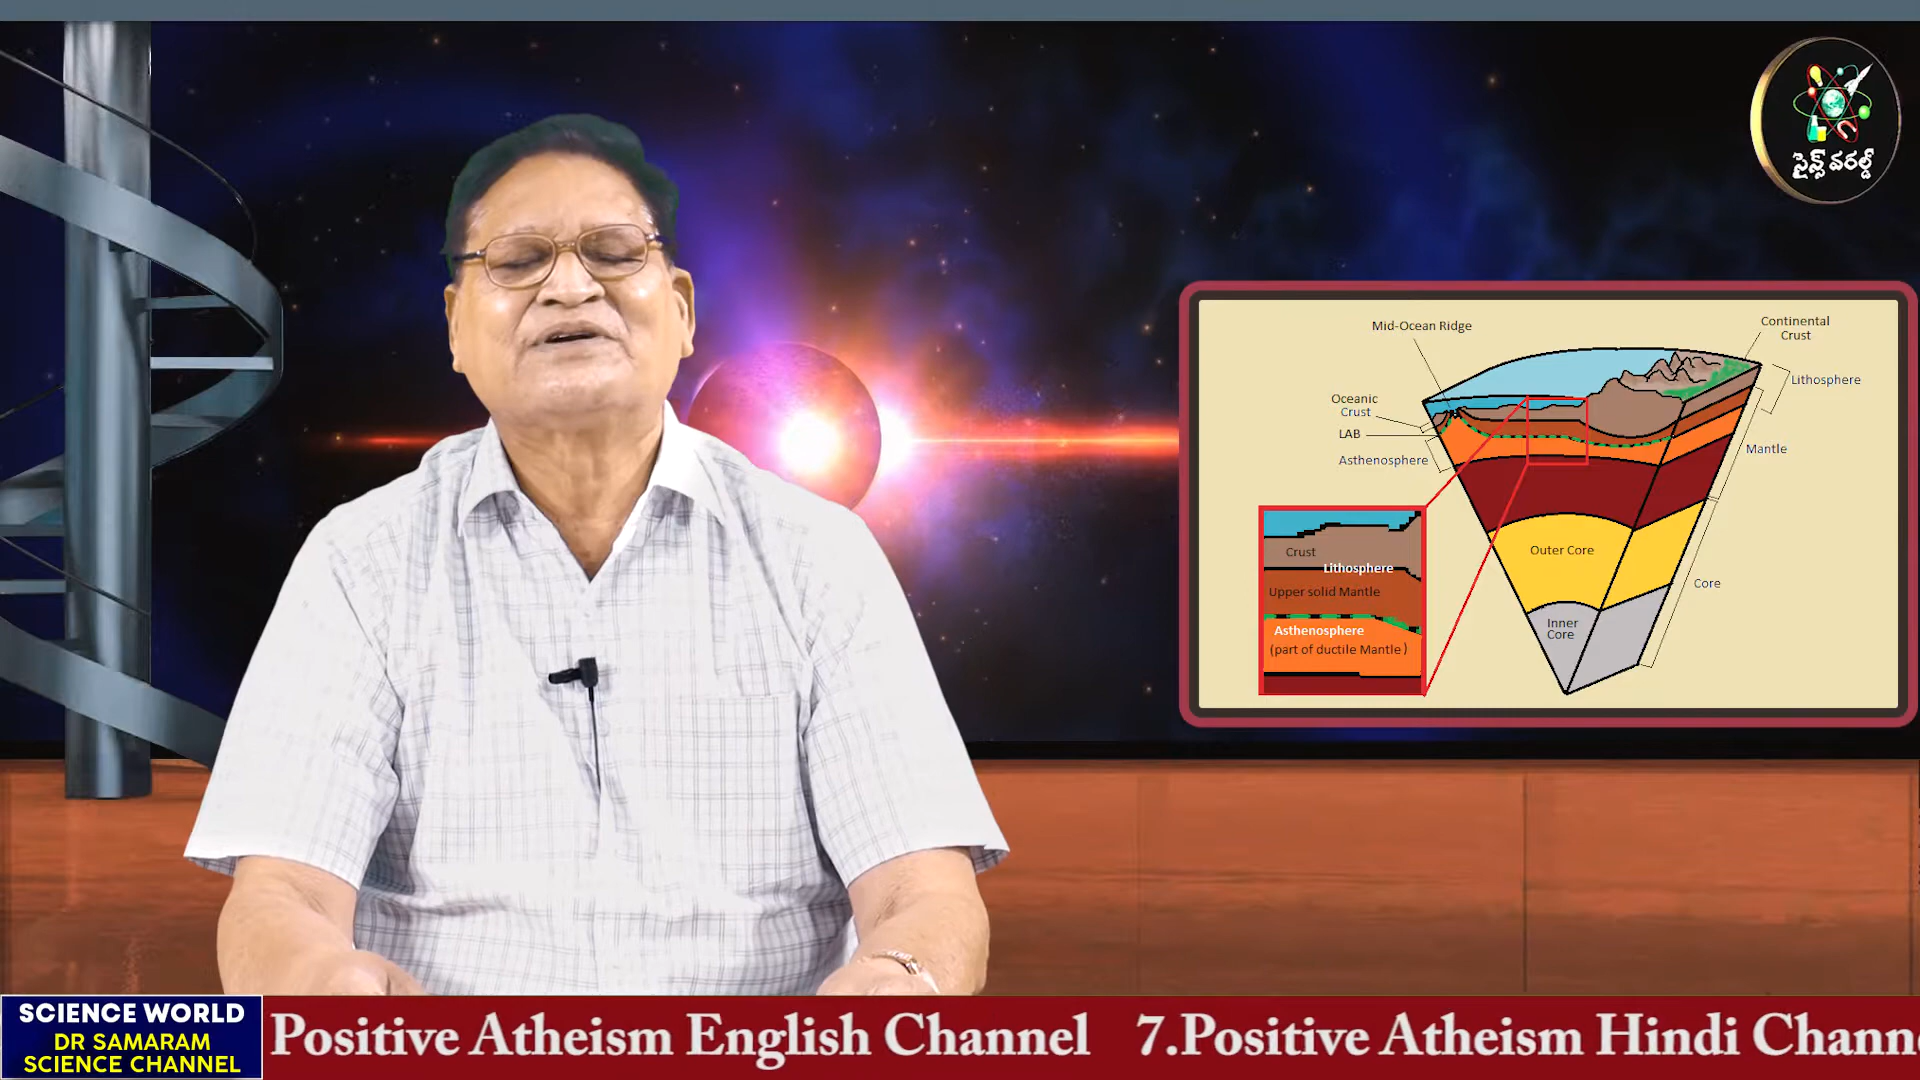 సైన్స్ వరల్డ్
Mid-Ocean Ridge
Continental
Crust
Lithosphere
Oceanic
Crust
LAB
Asthenosphere
Mantle
Outer Core
Core
Inner
Core
Crust
Lithosphere
Upper solid Mantle
Asthenosphere
(part of ductile Mantle)
SCIENCE WORLD
DR SAMARAM
SCIENCE CHANNEL
Positive Atheism English Channel 7.Positive Atheism Hindi Chann